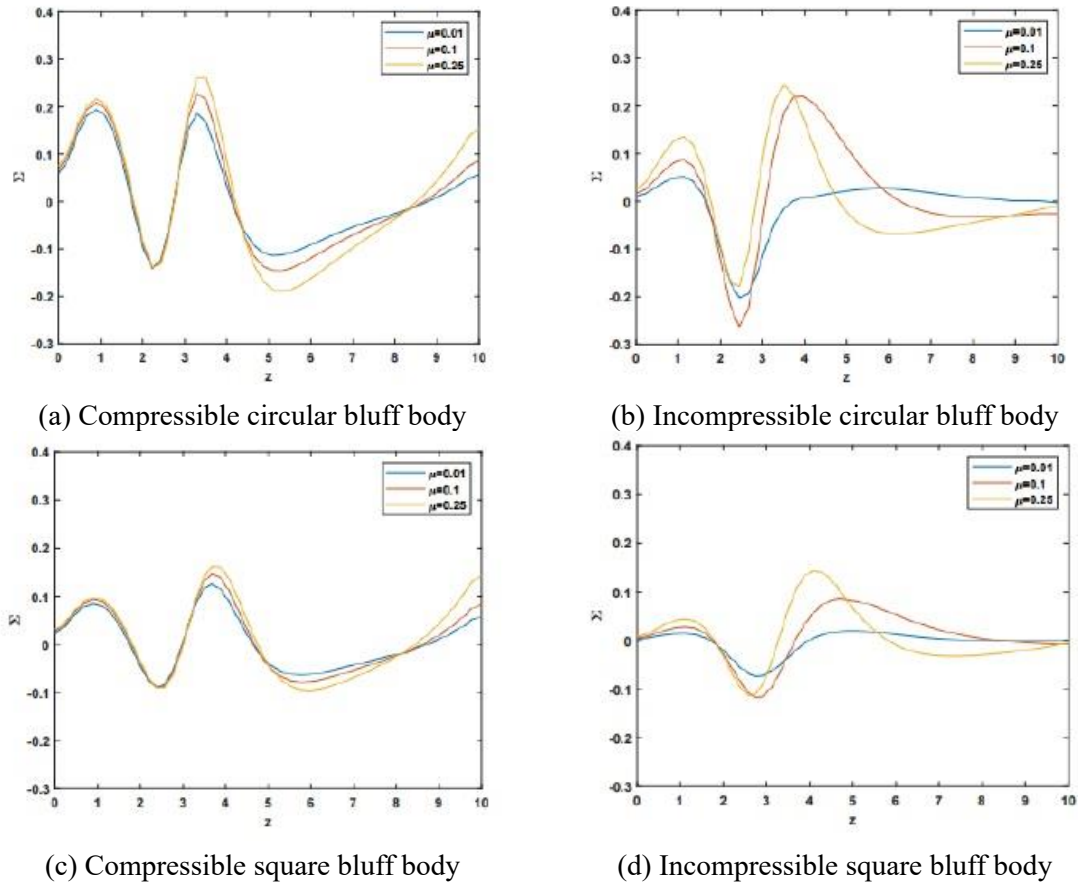 0.4
0.3
0.2
0.1
0
-0.1
-0.2
-0.3
Σ
0 1 2 3 4 5 6 7 8 9 10
z
μ=0.01
μ=0.1
μ=0.25
(a) Compressible circular bluff body
0.4
0.3
0.2
0.1
0
-0.1
-0.2
-0.3
Σ
0 1 2 3 4 5 6 7 8 9 10
z
μ=0.01
μ=0.1
μ=0.25
(b) Incompressible circular bluff body
0.4
0.3
0.2
0.1
0
-0.1
-0.2
-0.3
Σ
0 1 2 3 4 5 6 7 8 9 10
z
μ=0.01
μ=0.1
μ=0.25
(c) Compressible square bluff body
0.4
0.3
0.2
0.1
0
-0.1
-0.2
-0.3
Σ
0 1 2 3 4 5 6 7 8 9 10
z
μ=0.01
μ=0.1
μ=0.25
(d) Incompressible square bluff body